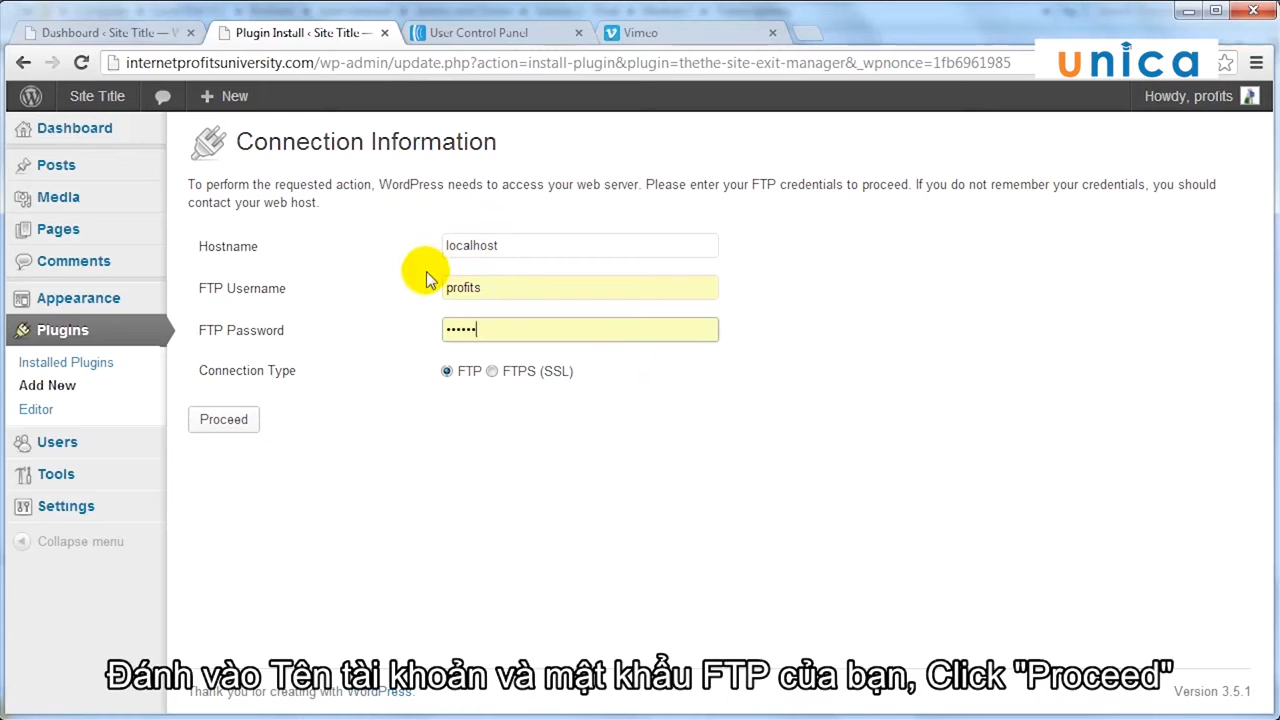 Dashboard ‹ Site Title — W
Plugin Install ‹ Site Title —
User Control Panel
Vimeo
internetprofitsuniversity.com/wp-admin/update.php?action=install-plugin&plugin=thethe-site-exit-manager&_wpnonce=1fb6961985
unica
Site Title
New
Howdy, profits
Dashboard
Posts
Media
Pages
Comments
Appearance
Plugins
Installed Plugins
Add New
Editor
Users
Tools
Settings
Collapse menu
Connection Information
To perform the requested action, WordPress needs to access your web server. Please enter your FTP credentials to proceed. If you do not remember your credentials, you should
contact your web host.
Hostname localhost
FTP Username profits
FTP Password ••••••
Connection Type FTP FTPS (SSL)
Proceed
Đánh vào Tên tài khoản và mật khẩu FTP của bạn, Click "Proceed"
Thank you for creating with WordPress.
Version 3.5.1